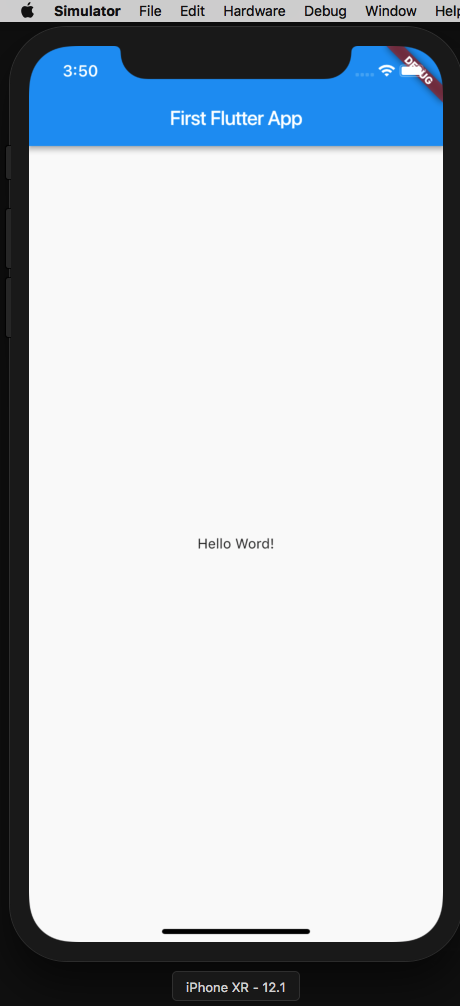 Simulator File Edit Hardware Debug Window Help
3:50
DEBUG
First Flutter App
Hello Word!
iPhone XR - 12.1